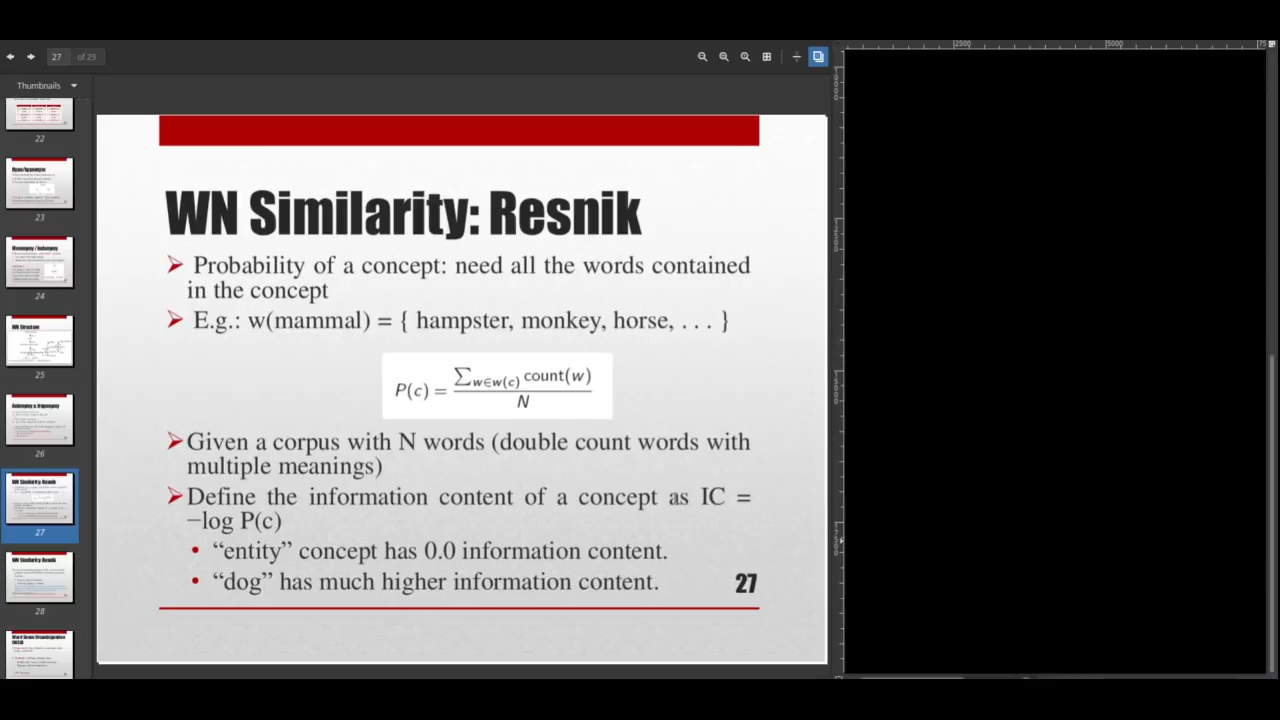 27 of 29
Thumbnails
22
23
24
25
26
27
28
WN Similarity: Resnik
➢ Probability of a concept: need all the words contained
in the concept
➢ E.g.: w(mammal) = { hampster, monkey, horse, . . . }
P(c) = ∑w∈w(c) count(w) / N
➢Given a corpus with N words (double count words with
multiple meanings)
➢Define the information content of a concept as IC =
−log P(c)
• “entity” concept has 0.0 information content.
• “dog” has much higher information content.
27
2500 5000